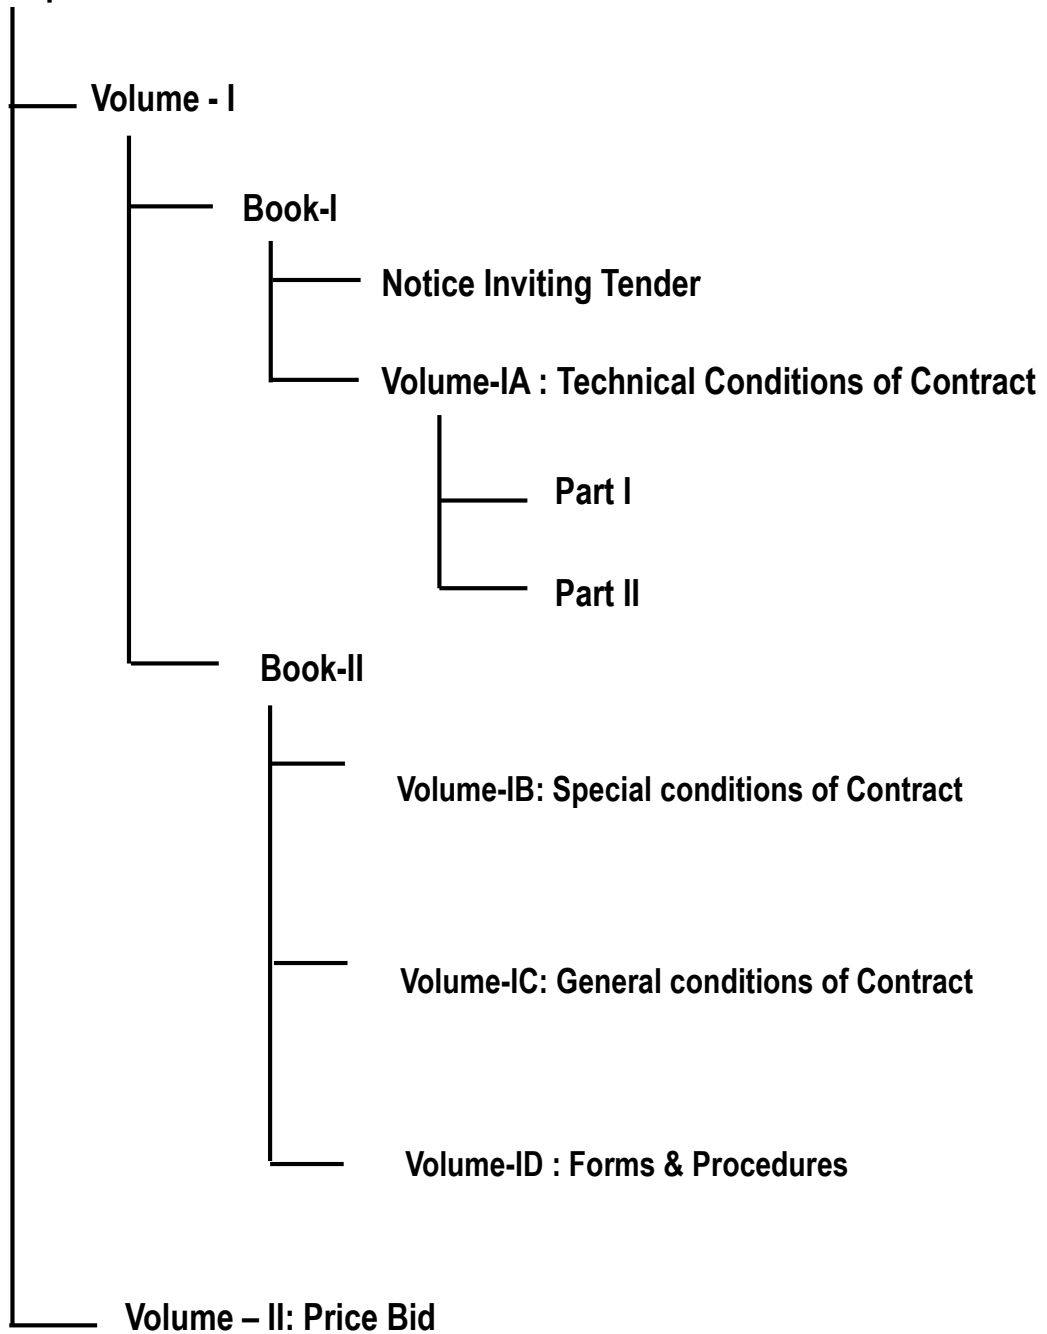 Volume - I
Book-I
Notice Inviting Tender
Volume-IA : Technical Conditions of Contract
Part I
Part II
Book-II
Volume-IB: Special conditions of Contract
Volume-IC: General conditions of Contract
Volume-ID : Forms & Procedures
Volume – II: Price Bid